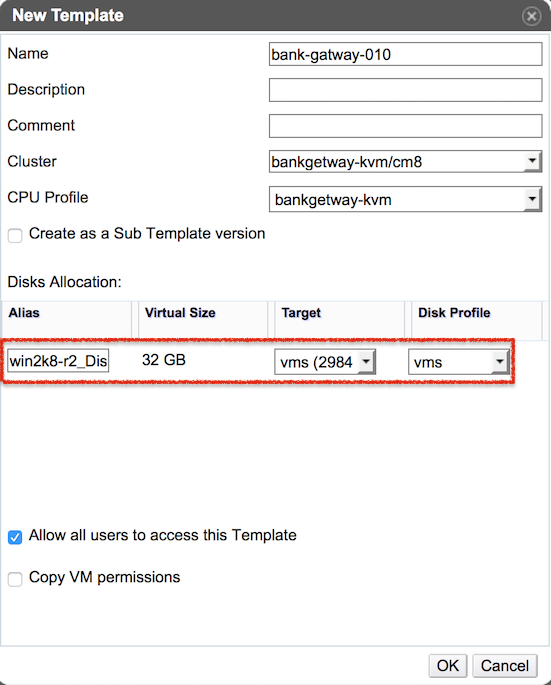 New Template
Name bank-gatway-010
Description
Comment
Cluster bankgetway-kvm/cm8
CPU Profile bankgetway-kvm
Create as a Sub Template version
Disks Allocation:
Alias Virtual Size Target Disk Profile
win2k8-r2_Dis 32 GB vms (2984 vms
Allow all users to access this Template
Copy VM permissions
OK Cancel